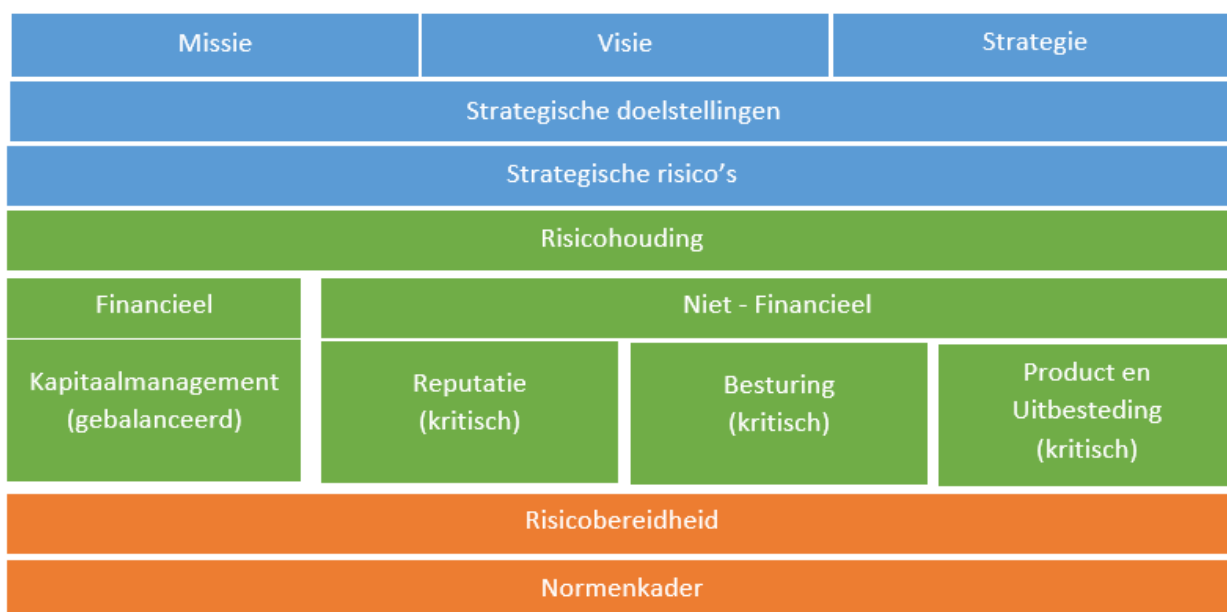 Missie
Visie
Strategie
Strategische doelstellingen
Strategische risico's
Risicohouding
Financieel
Niet - Financieel
Kapitaalmanagement
(gebalanceerd)
Reputatie
(kritisch)
Besturing
(kritisch)
Product en
Uitbesteding
(kritisch)
Risicobereidheid
Normenkader